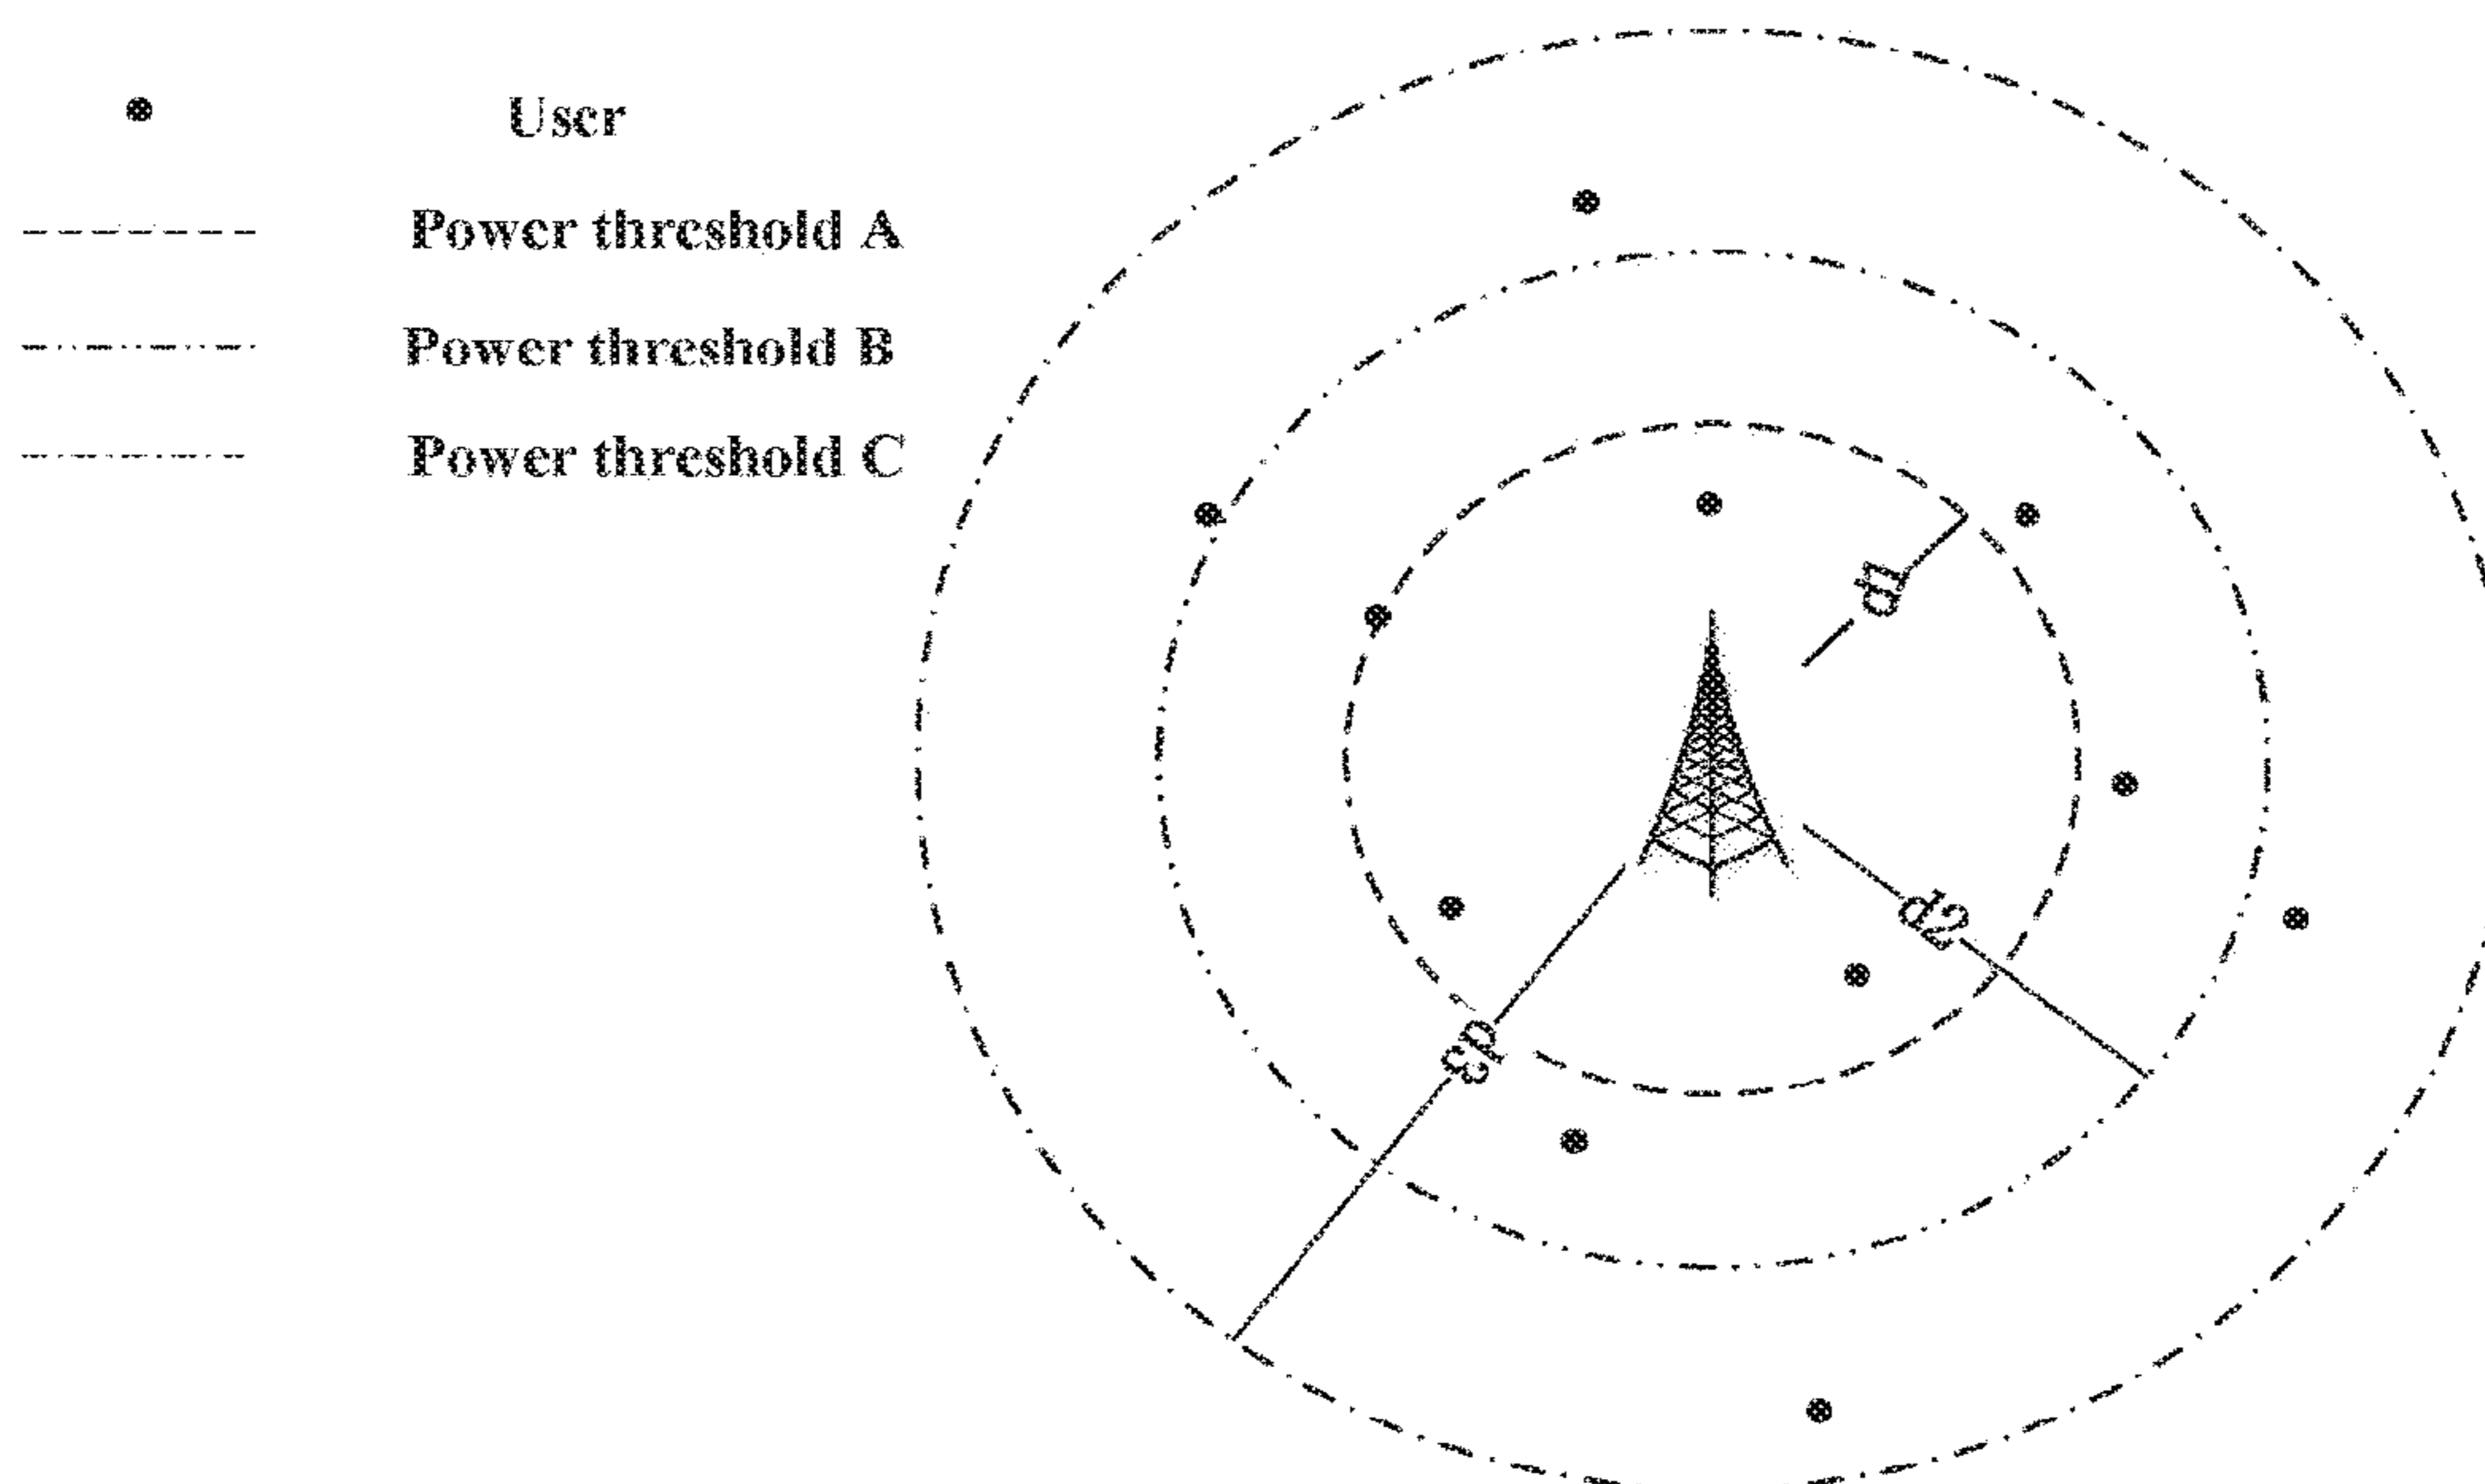 User
Power threshold A
Power threshold B
Power threshold C
d1
d2
d3